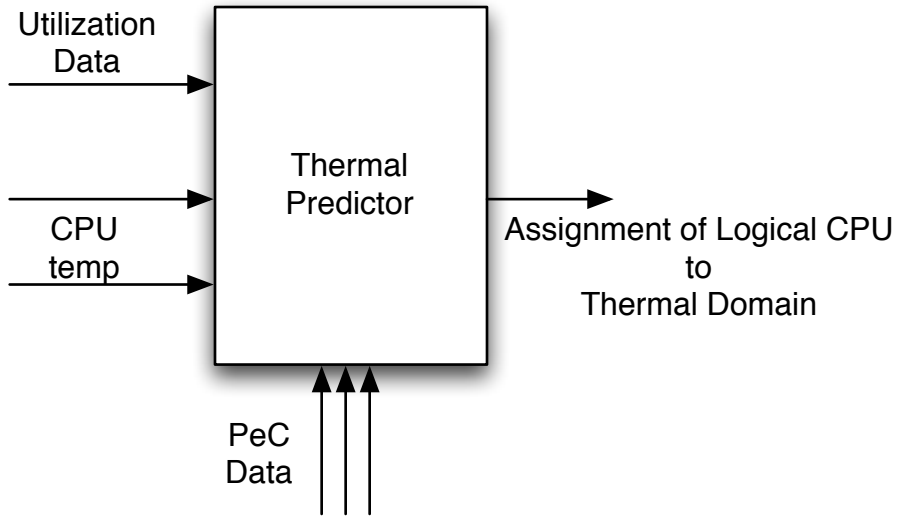 Utilization
Data
Thermal
Predictor
CPU
temp
Assignment of Logical CPU
to
Thermal Domain
PeC
Data